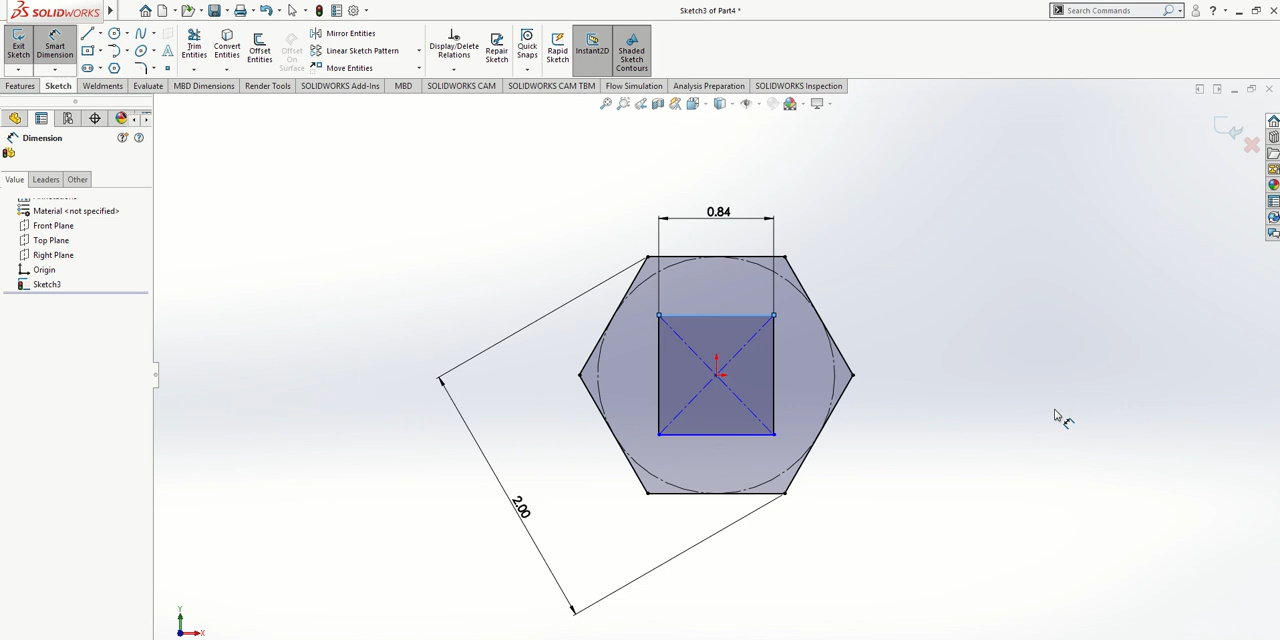 SOLIDWORKS
Sketch3 of Part4 *
Search Commands
?
Exit Sketch
Smart Dimension
Trim Entities
Convert Entities
Offset Entities
Offset On Surface
Mirror Entities
Linear Sketch Pattern
Move Entities
Display/Delete Relations
Repair Sketch
Quick Snaps
Rapid Sketch
Instant2D
Shaded Sketch Contours
Features
Sketch
Weldments
Evaluate
MBD Dimensions
Render Tools
SOLIDWORKS Add-Ins
MBD
SOLIDWORKS CAM
SOLIDWORKS CAM TBM
Flow Simulation
Analysis Preparation
SOLIDWORKS Inspection
Dimension
Value
Leaders
Other
Material <not specified>
Front Plane
Top Plane
Right Plane
Origin
Sketch3
0.84
2.00
Y
X